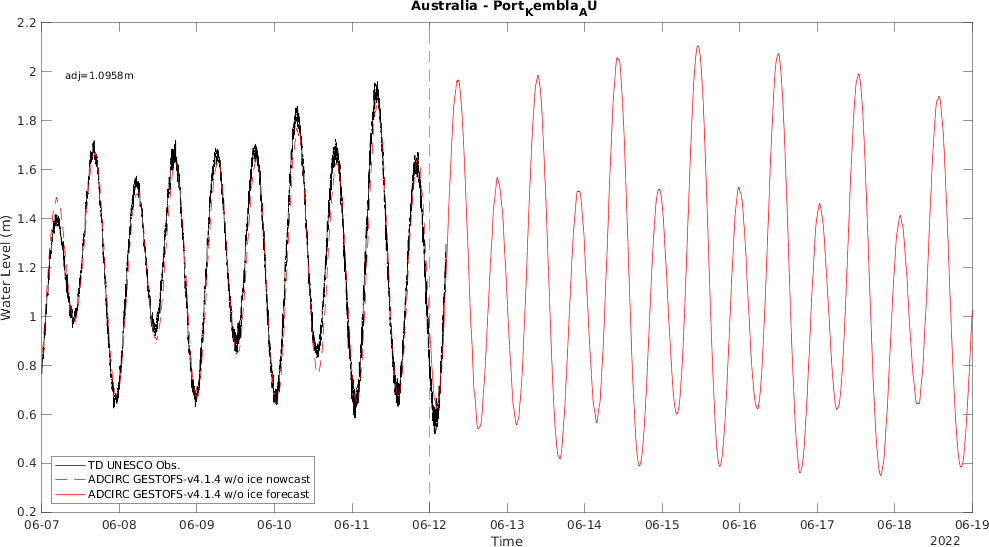 Australia - PortKemblaAU
2.2
2
1.8
1.6
1.4
1.2
1
0.8
0.6
0.4
0.2
Water Level (m)
adj=1.0958m
TD UNESCO Obs.
ADCIRC GESTOFS-v4.1.4 w/o ice nowcast
ADCIRC GESTOFS-v4.1.4 w/o ice forecast
06-07 06-08 06-09 06-10 06-11 06-12 06-13 06-14 06-15 06-16 06-17 06-18 06-19
Time
2022